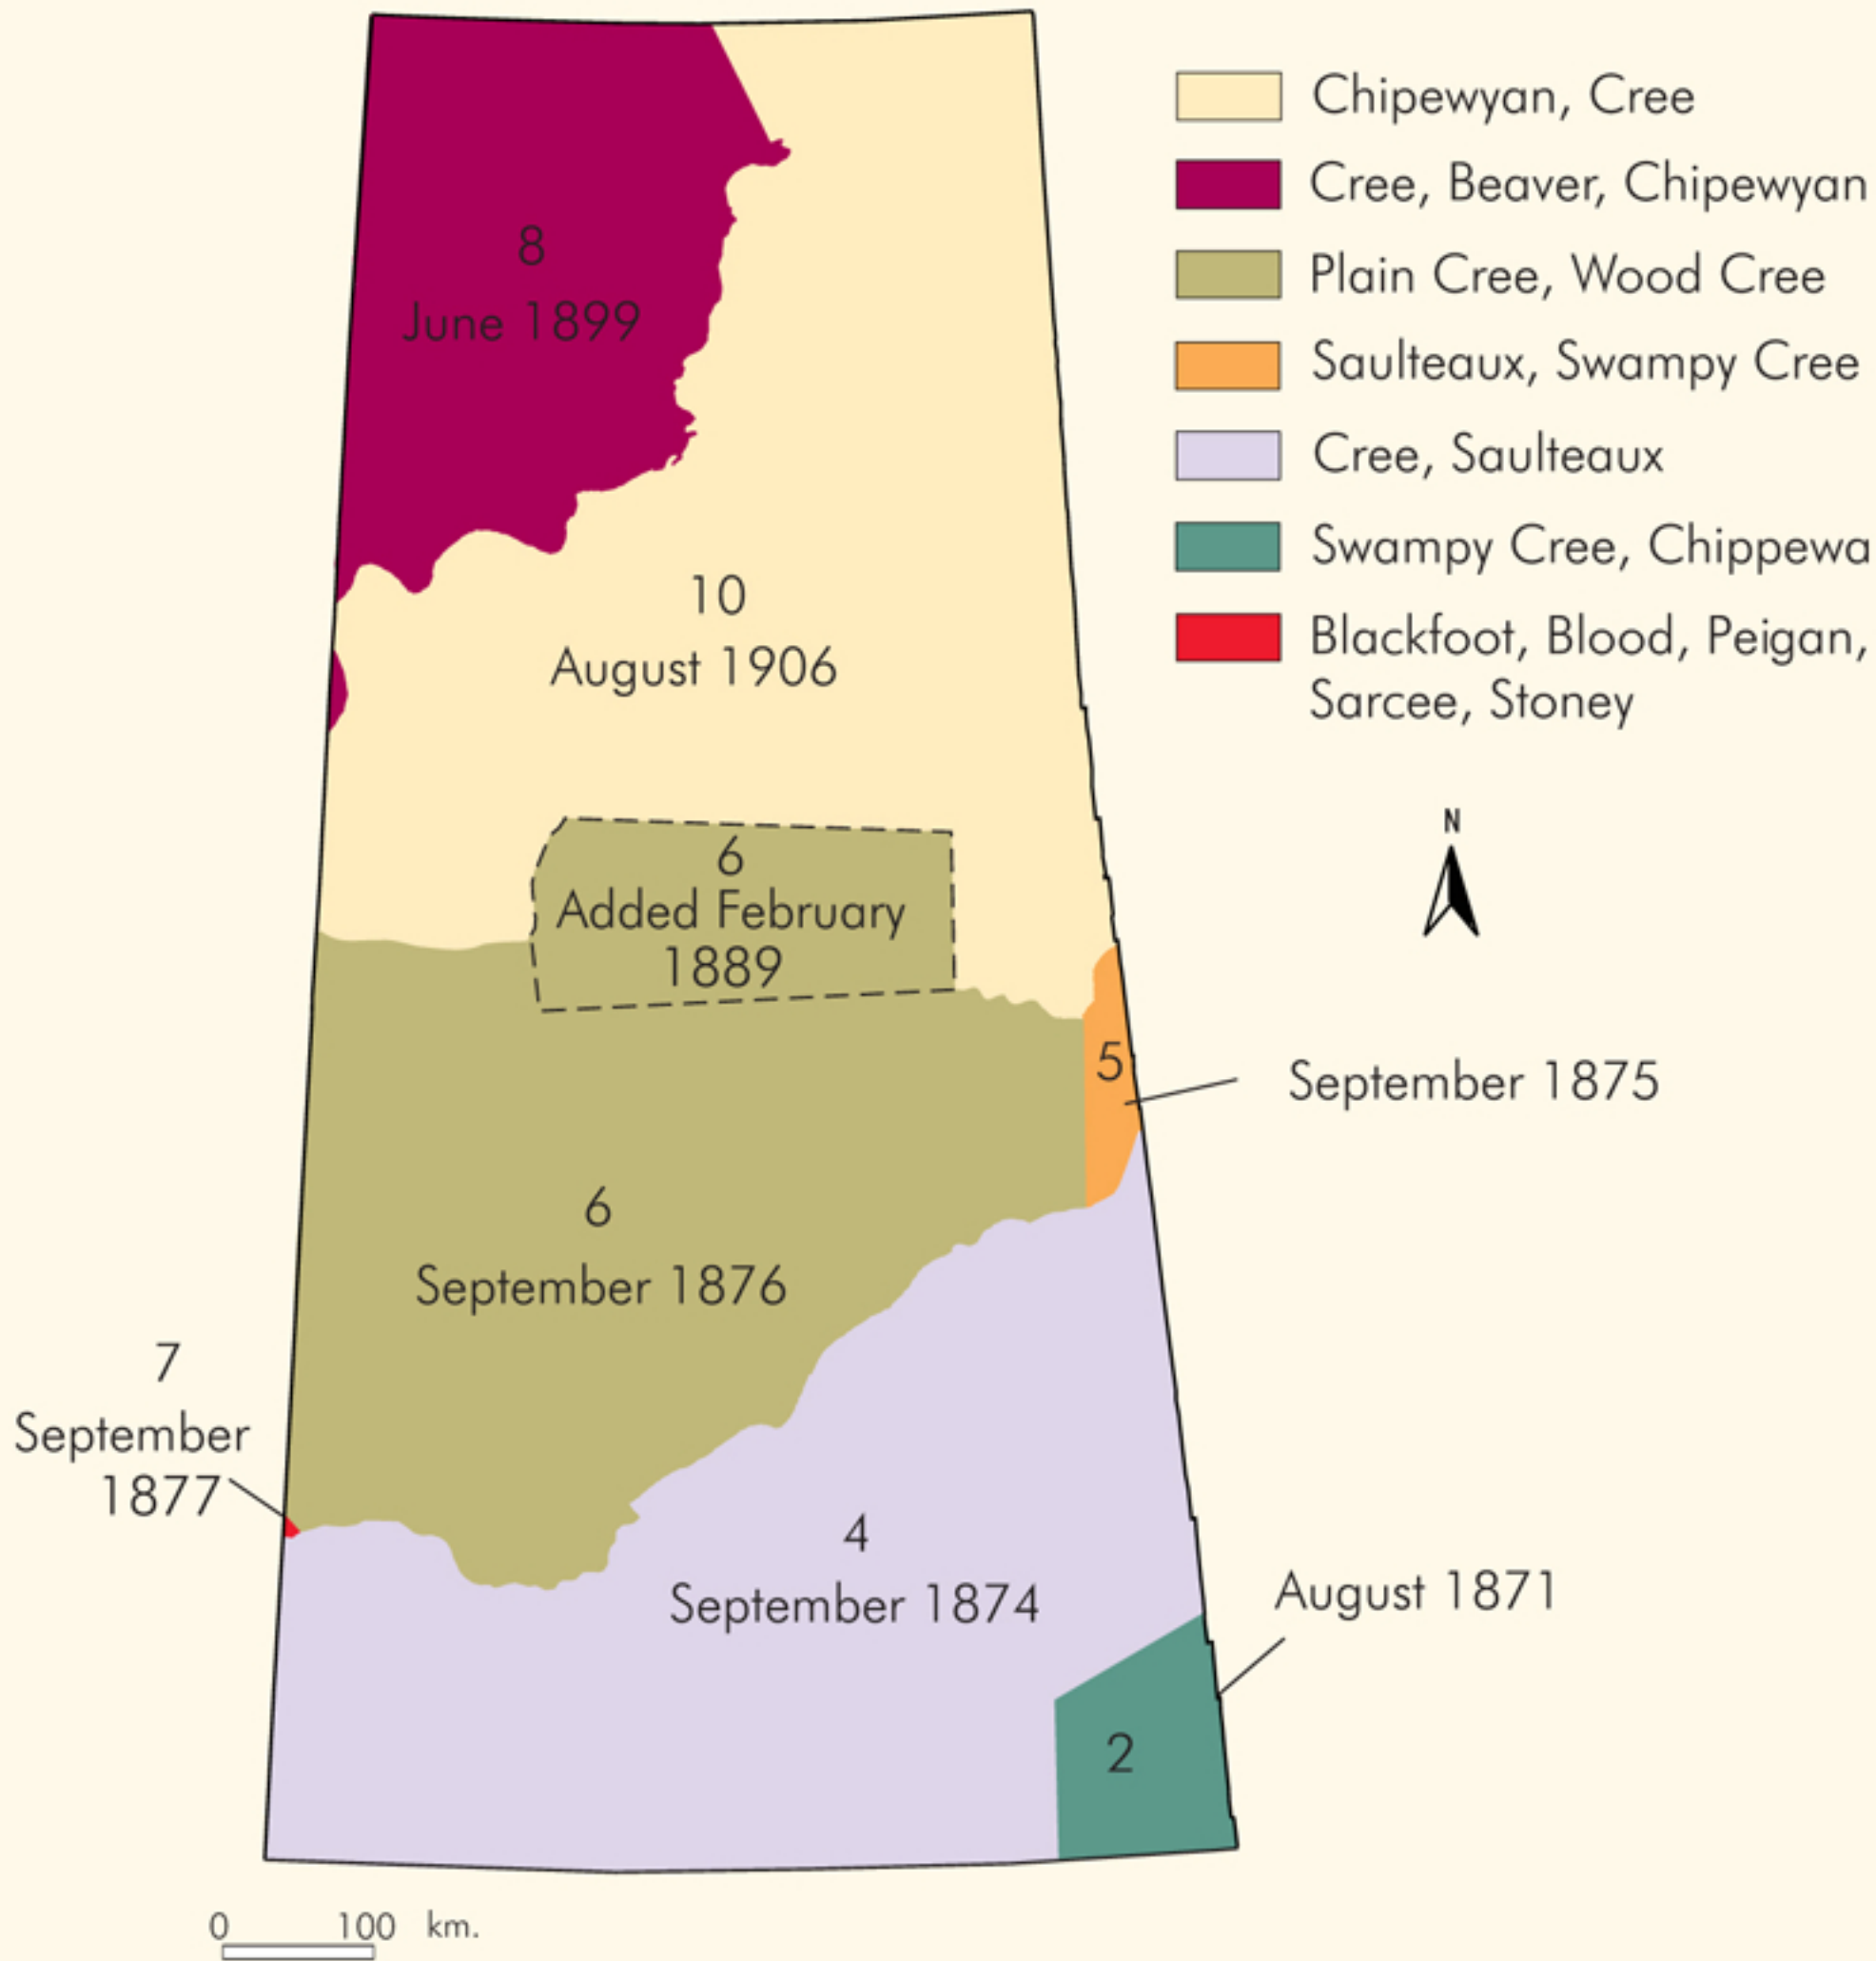 Chipewyan, Cree
Cree, Beaver, Chipewyan
Plain Cree, Wood Cree
Saulteaux, Swampy Cree
Cree, Saulteaux
Swampy Cree, Chippewa
Blackfoot, Blood, Peigan,
Sarcee, Stoney
8
June 1899
10
August 1906
N
6
Added February
1889
5
September 1875
6
September 1876
7
September
1877
4
September 1874
August 1871
2
0 100 km.